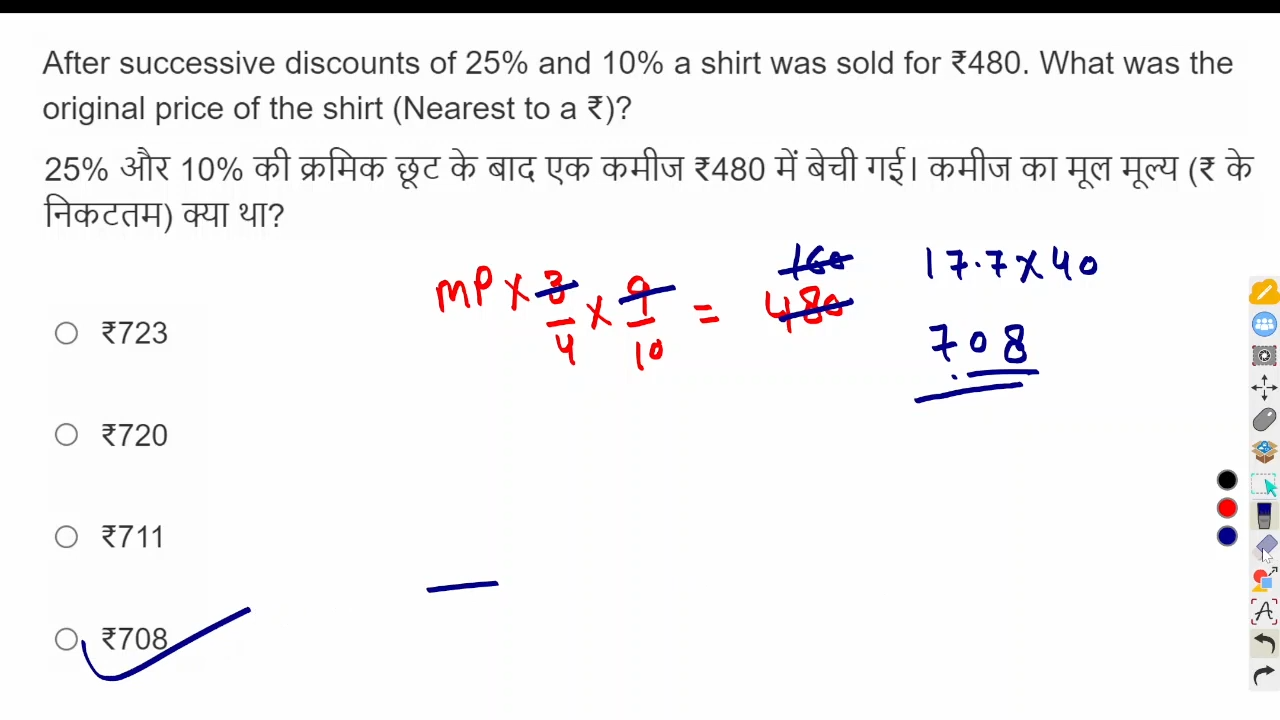 After successive discounts of 25% and 10% a shirt was sold for ₹480. What was the
original price of the shirt (Nearest to a ₹)?
25% और 10% की क्रमिक छूट के बाद एक कमीज ₹480 में बेची गई। कमीज का मूल मूल्य (₹ के
निकटतम) क्या था?
160
17.7×40
MP × 3/4 × 9/10 = 480
708
₹723
₹720
₹711
₹708
A